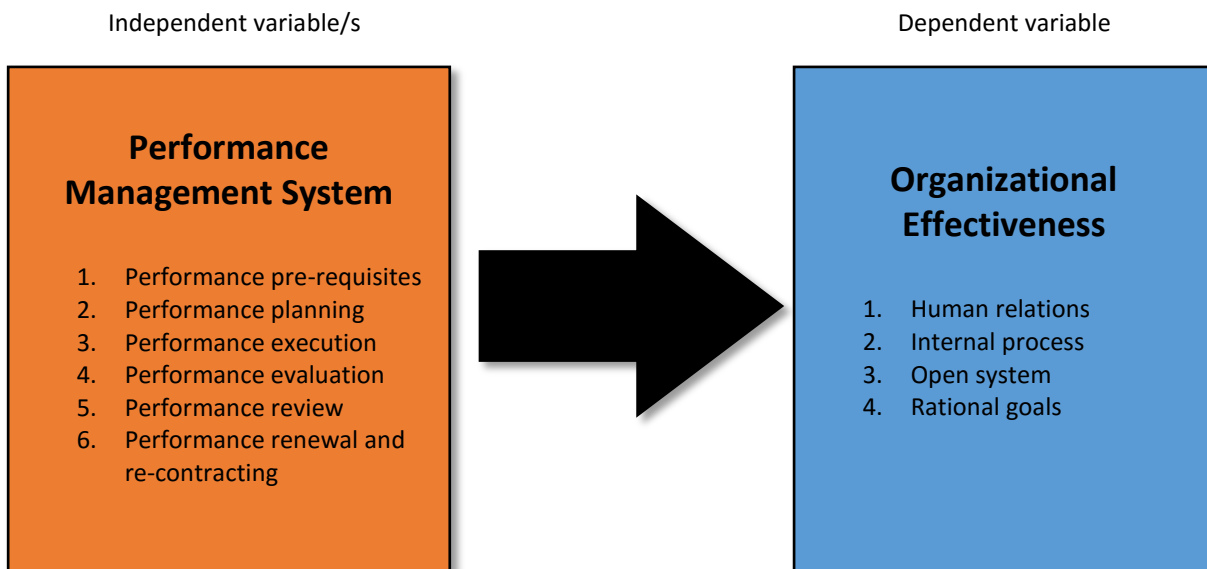 Independent variable/s
Dependent variable
Performance
Management System
1. Performance pre-requisites
2. Performance planning
3. Performance execution
4. Performance evaluation
5. Performance review
6. Performance renewal and
re-contracting
Organizational
Effectiveness
1. Human relations
2. Internal process
3. Open system
4. Rational goals